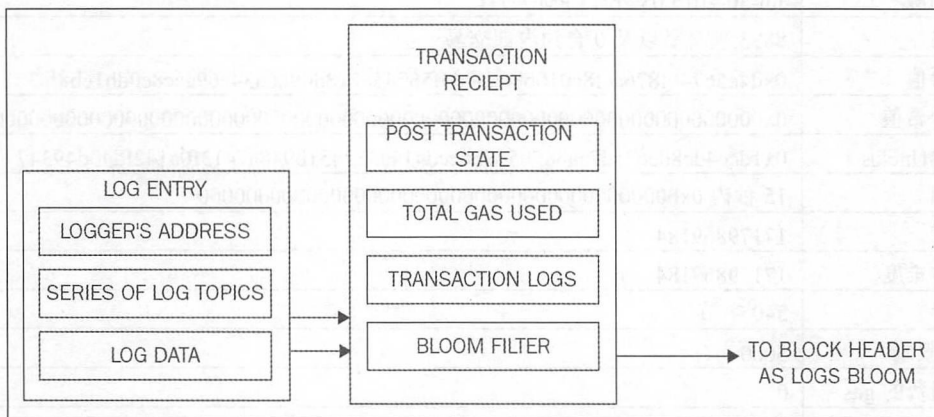 TRANSACTION
RECIEPT
POST TRANSACTION
STATE
TOTAL GAS USED
TRANSACTION LOGS
BLOOM FILTER
LOG ENTRY
LOGGER'S ADDRESS
SERIES OF LOG TOPICS
LOG DATA
TO BLOCK HEADER
AS LOGS BLOOM